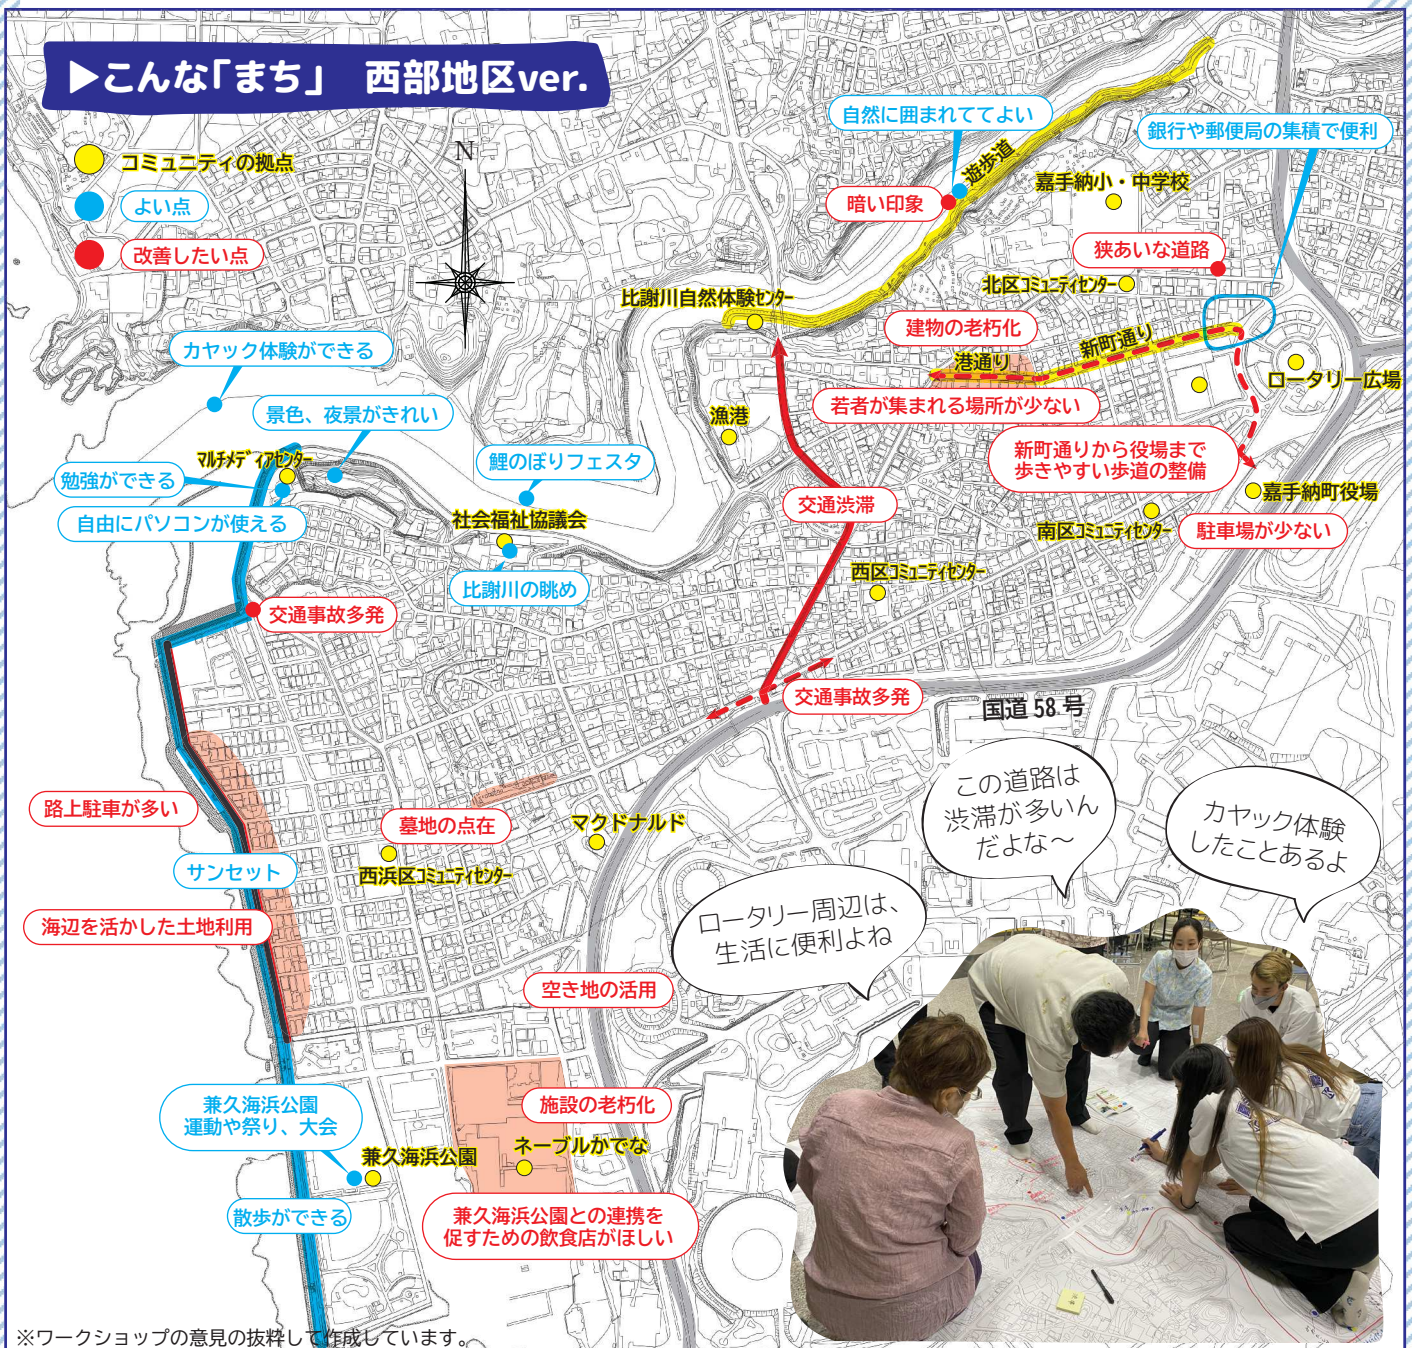 ▶こんな「まち」 西部地区ver.
コミュニティの拠点
よい点
改善したい点
N
自然に囲まれててよい
銀行や郵便局の集積で便利
遊歩道
嘉手納小・中学校
暗い印象
狭あいな道路
北区コミュニティセンター
比謝川自然体験センター
建物の老朽化
新町通り
港通り
ロータリー広場
カヤック体験ができる
若者が集まれる場所が少ない
景色、夜景がきれい
漁港
新町通りから役場まで
歩きやすい歩道の整備
マルチメディアセンター
鯉のぼりフェスタ
勉強ができる
嘉手納町役場
交通渋滞
自由にパソコンが使える
社会福祉協議会
南区コミュニティセンター
駐車場が少ない
西区コミュニティセンター
比謝川の眺め
交通事故多発
交通事故多発
国道 58 号
この道路は
渋滞が多いん
だよな～
路上駐車が多い
カヤック体験
したことあるよ
墓地の点在
マクドナルド
サンセット
西浜区コミュニティセンター
ロータリー周辺は、
生活に便利よね
海辺を活かした土地利用
空き地の活用
兼久海浜公園
運動や祭り、大会
施設の老朽化
ネーブルかでな
兼久海浜公園
散歩ができる
兼久海浜公園との連携を
促すための飲食店がほしい
※ワークショップの意見の抜粋して作成しています。